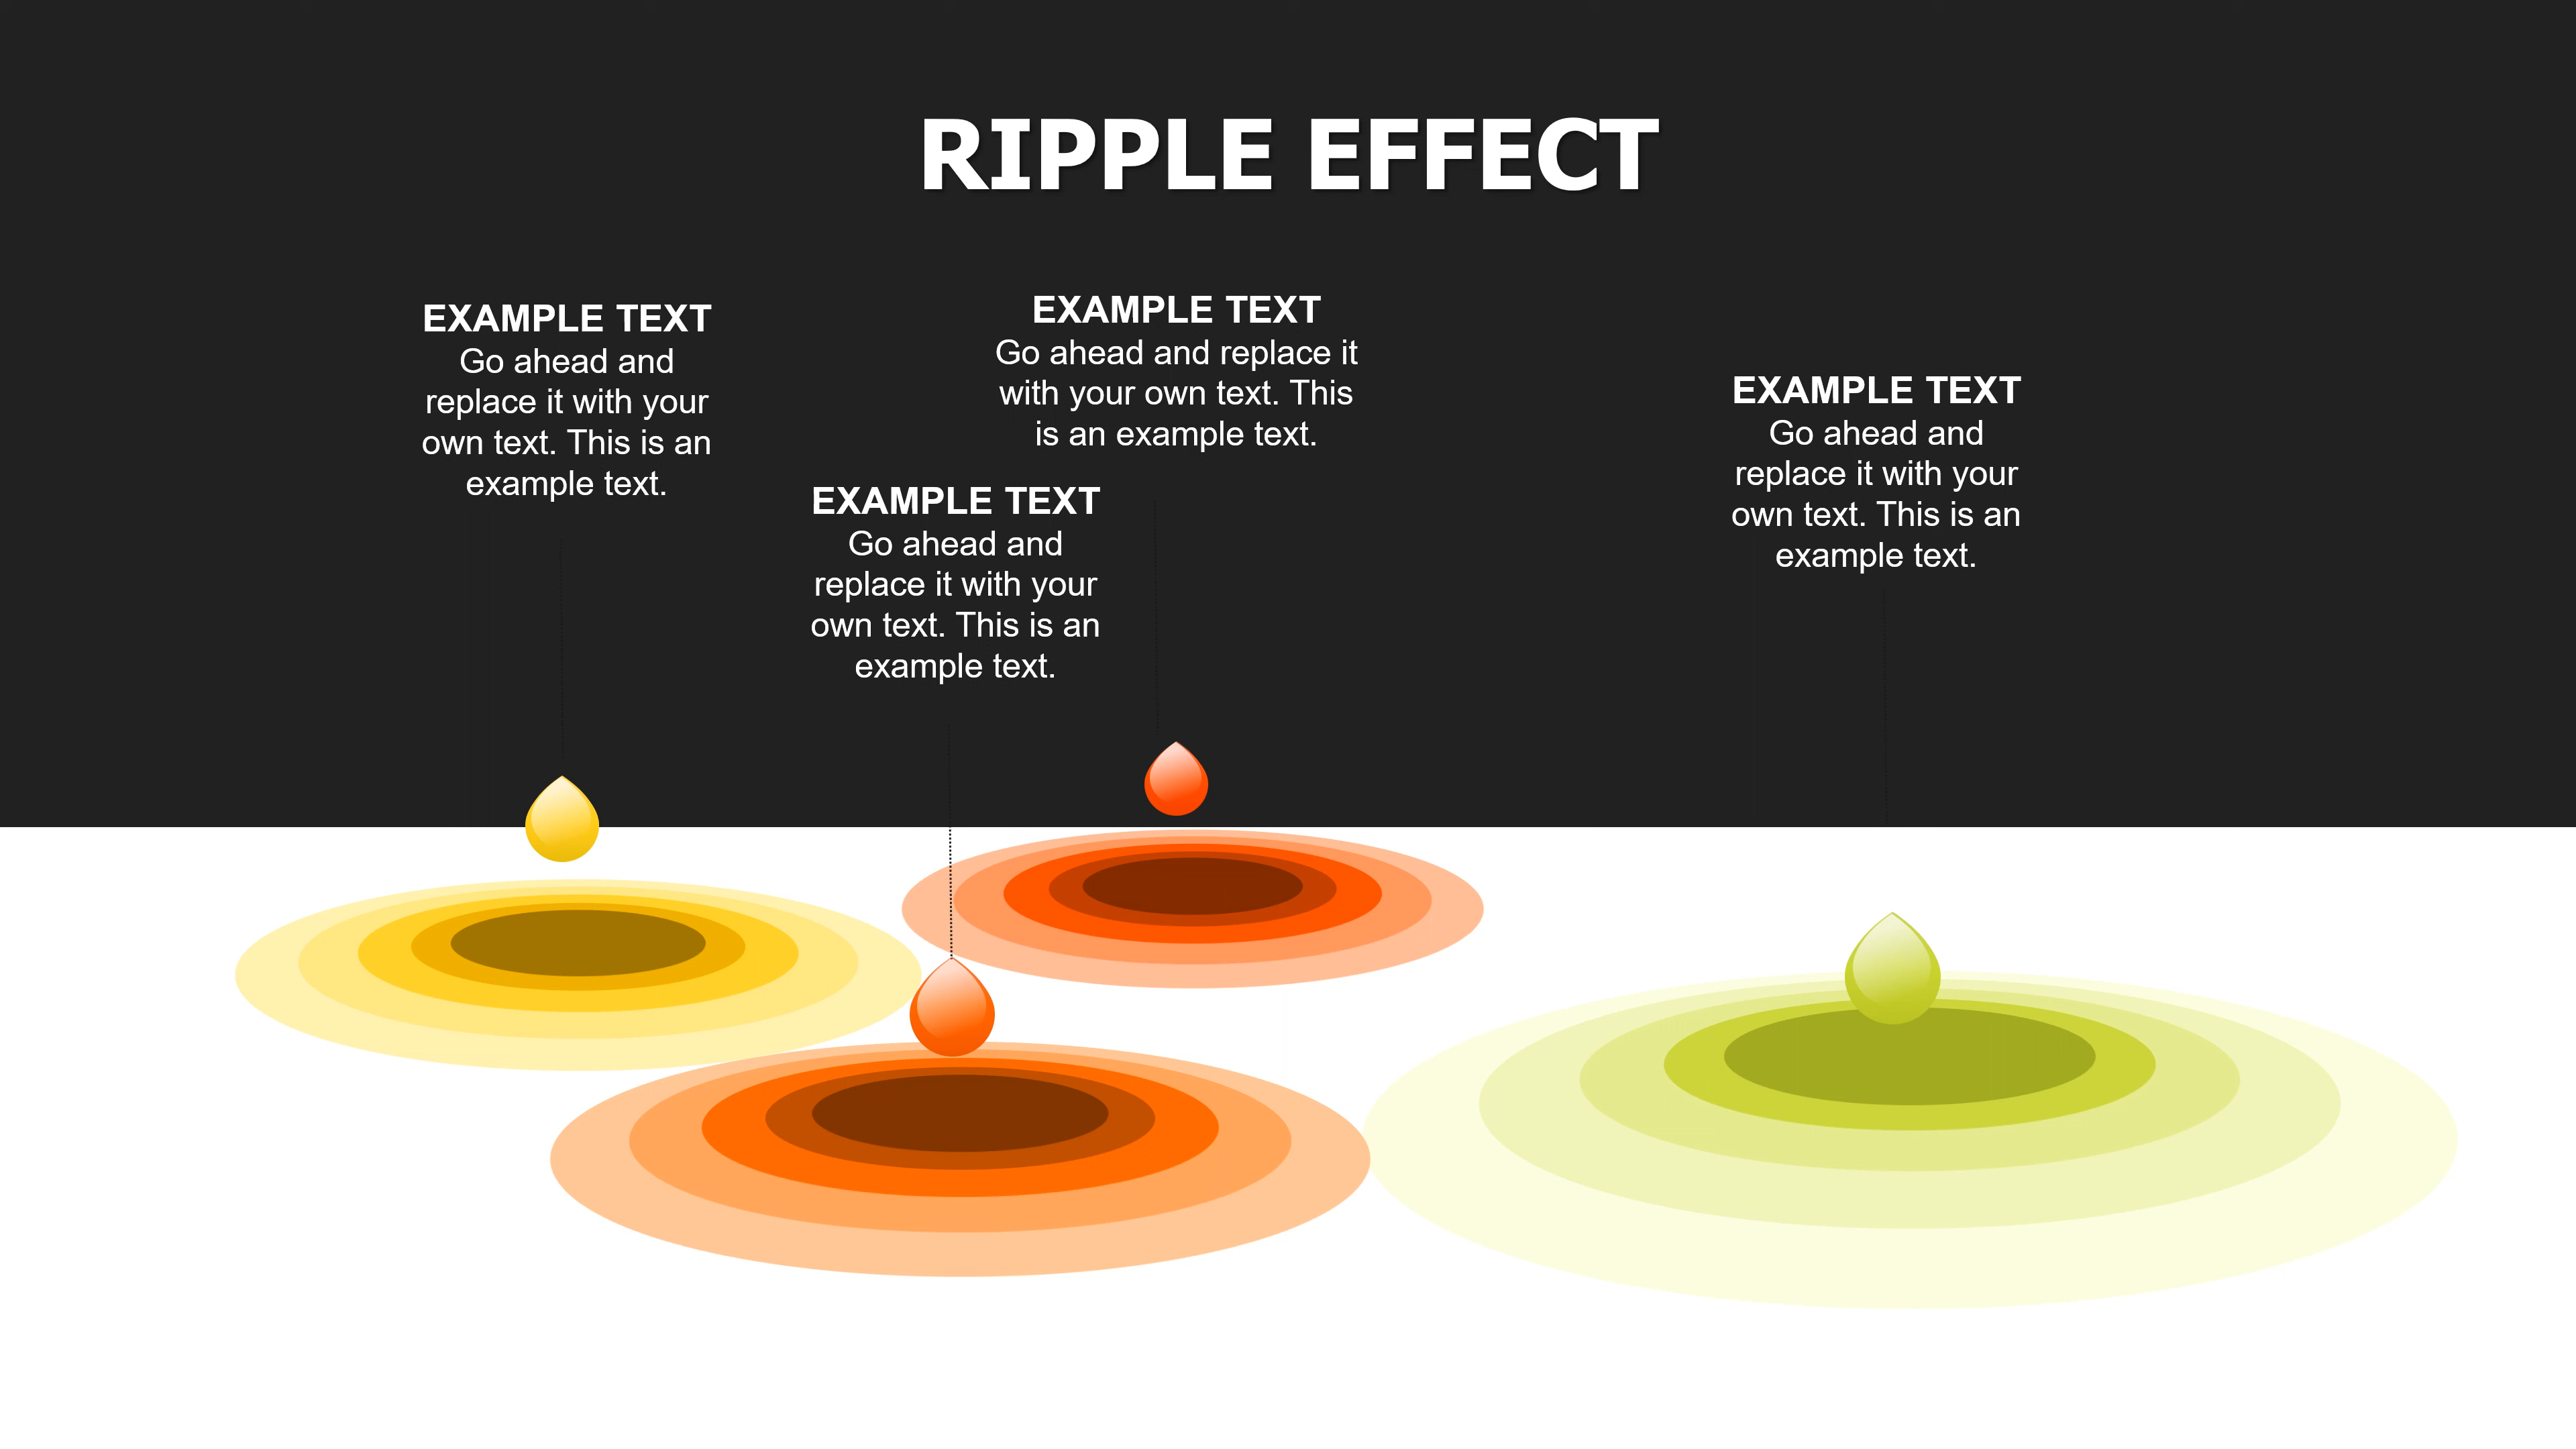 RIPPLE EFFECT
EXAMPLE TEXT
Go ahead and
replace it with your
own text. This is an
example text.
EXAMPLE TEXT
Go ahead and replace it
with your own text. This
is an example text.
EXAMPLE TEXT
Go ahead and
replace it with your
own text. This is an
example text.
EXAMPLE TEXT
Go ahead and
replace it with your
own text. This is an
example text.